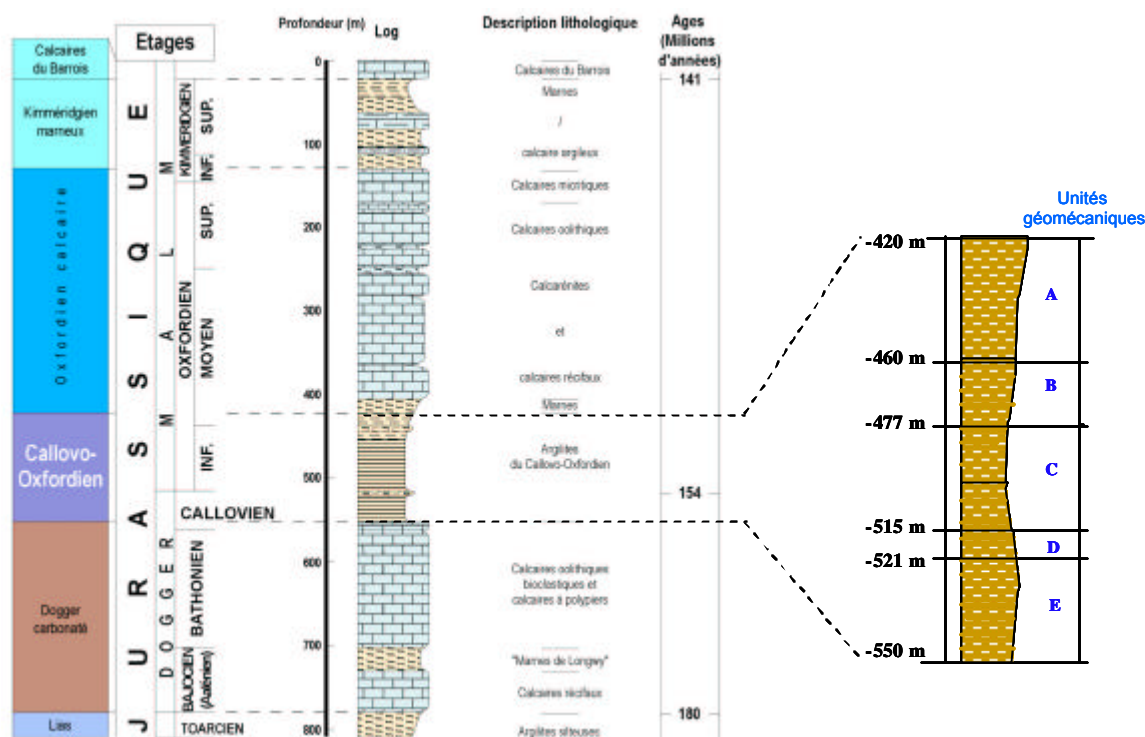 Profondeur (m)
Log
Description lithologique
Ages
(Millions
d'années)
Etages
Calcaires
du Barrois
Kimméridgien
marneux
Oxfordien calcaire
Callovo-
Oxfordien
Dogger
carbonaté
Lias
JURASSIQUE
MALM
DOGGER
KIMMERIDGIEN
SUP.
INF.
OXFORDIEN
SUP.
MOYEN
INF.
CALLOVIEN
BATHONIEN
BAJOCIEN
(Aalénien)
TOARCIEN
0
100
200
300
400
500
600
700
800
Calcaires du Barrois
Marnes
/
calcaire argileux
Calcaires micritiques
Calcaires oolithiques
Calcarénites
et
calcaires récifaux
Marnes
Argilites
du Callovo-Oxfordien
Calcaires oolithiques
bioclastiques et
calcaires à polypiers
"Marnes de Longwy"
Calcaires récifaux
Argilites silteuses
141
154
180
Unités
géomécaniques
-420 m
A
-460 m
B
-477 m
C
-515 m
D
-521 m
E
-550 m